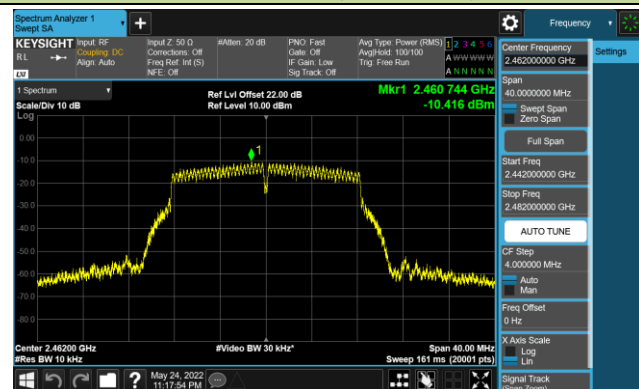 Spectrum Analyzer 1
Swept SA
+
Frequency
KEYSIGHT
RL
Input: RF
Coupling: DC
Align: Auto
Input Z: 50 Ω
Corrections: Off
Freq Ref: Int (S)
NFE: Off
#Atten: 20 dB
PNO: Fast
Gate: Off
IF Gain: Low
Sig Track: Off
Avg Type: Power (RMS)
Avg|Hold: 100/100
Trig: Free Run
1 2 3 4 5 6
A W W W W W
A N N N N N
LXI
1 Spectrum
Scale/Div 10 dB
Log
Ref Lvl Offset 22.00 dB
Ref Level 10.00 dBm
Mkr1 2.460 744 GHz
-10.416 dBm
1
0.00
-10.0
-20.0
-30.0
-40.0
-50.0
-60.0
-70.0
-80.0
Center 2.46200 GHz
#Res BW 10 kHz
#Video BW 30 kHz*
Span 40.00 MHz
Sweep 161 ms (20001 pts)
?
May 24, 2022
11:17:54 PM
Center Frequency
2.462000000 GHz
Settings
Span
40.0000000 MHz
Swept Span
Zero Span
Full Span
Start Freq
2.442000000 GHz
Stop Freq
2.482000000 GHz
AUTO TUNE
CF Step
4.000000 MHz
Auto
Man
Freq Offset
0 Hz
X Axis Scale
Log
Lin
Signal Track
(Span Zoom)